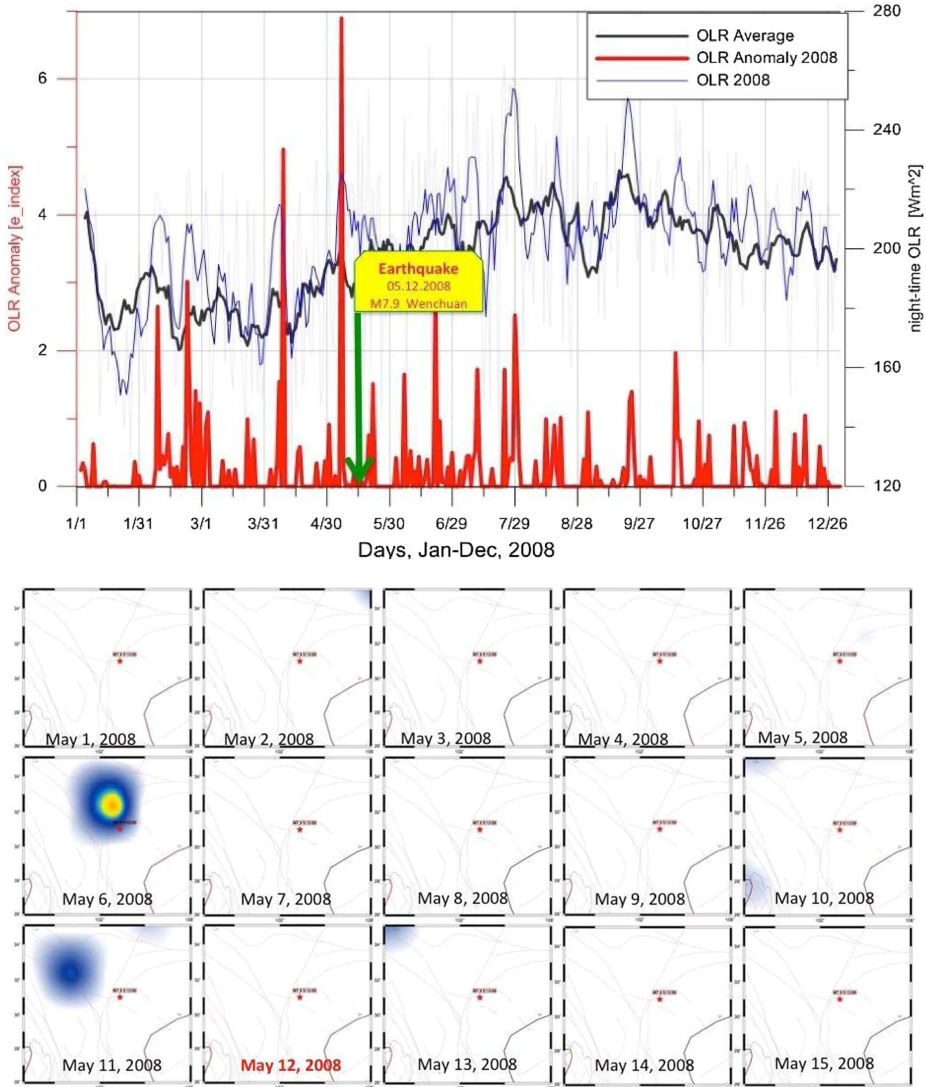 OLR Average
OLR Anomaly 2008
OLR 2008
6
4
2
0
OLR Anomaly [e_index]
280
240
200
160
120
night-time OLR [Wm^2]
Earthquake
05.12.2008
M7.9 Wenchuan
1/1 1/31 3/1 3/31 4/30 5/30 6/29 7/29 8/28 9/27 10/27 11/26 12/26
Days, Jan-Dec, 2008
May 1, 2008 May 2, 2008 May 3, 2008 May 4, 2008 May 5, 2008
May 6, 2008 May 7, 2008 May 8, 2008 May 9, 2008 May 10, 2008
May 11, 2008 May 12, 2008 May 13, 2008 May 14, 2008 May 15, 2008